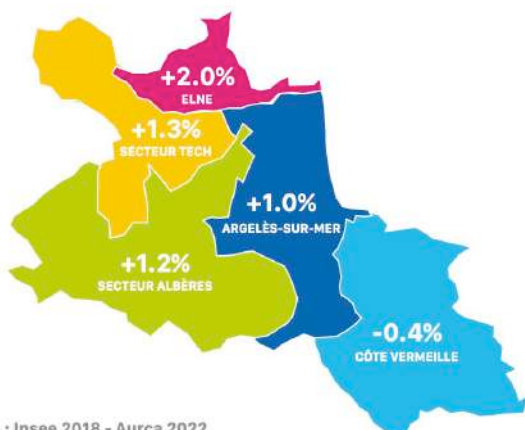 +2.0%
ELNE
+1.3%
SECTEUR TECH
+1.0%
ARGELÈS-SUR-MER
+1.2%
SECTEUR ALBÈRES
-0.4%
CÔTE VERMEILLE
: Insee 2018 - Aurca 2022